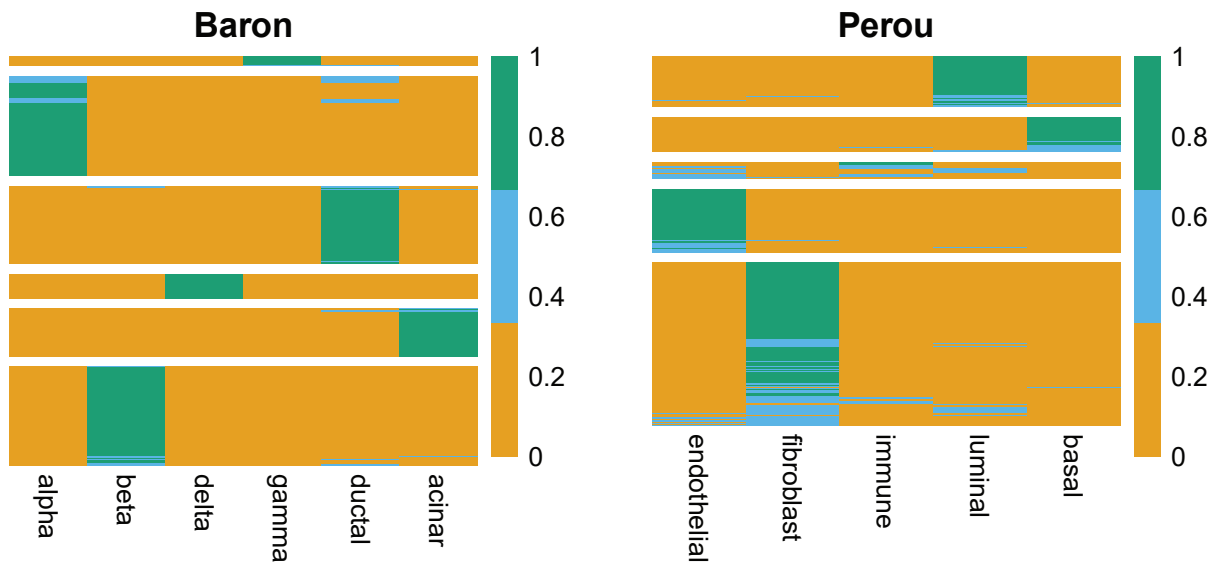 Baron
1
0.8
0.6
0.4
0.2
0
alpha
beta
delta
gamma
ductal
acinar
Perou
1
0.8
0.6
0.4
0.2
0
endothelial
fibroblast
immune
luminal
basal